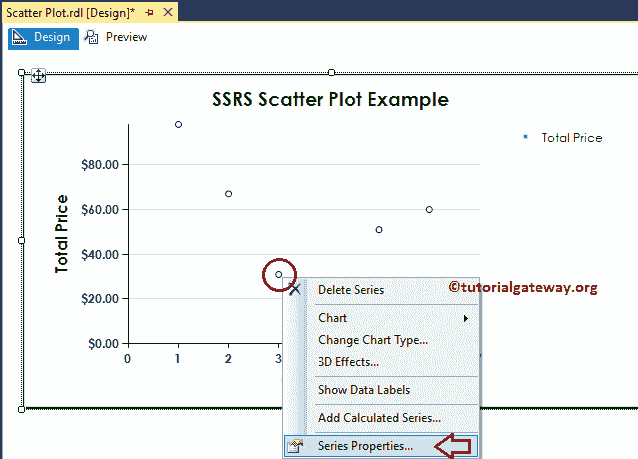 Scatter Plot.rdl [Design]*
Design Preview
SSRS Scatter Plot Example
Total Price
Total Price
$80.00
$60.00
$40.00
$20.00
$0.00
0 1 2 3
Delete Series
Chart
Change Chart Type...
3D Effects...
Show Data Labels
Add Calculated Series...
Series Properties...
©tutorialgateway.org